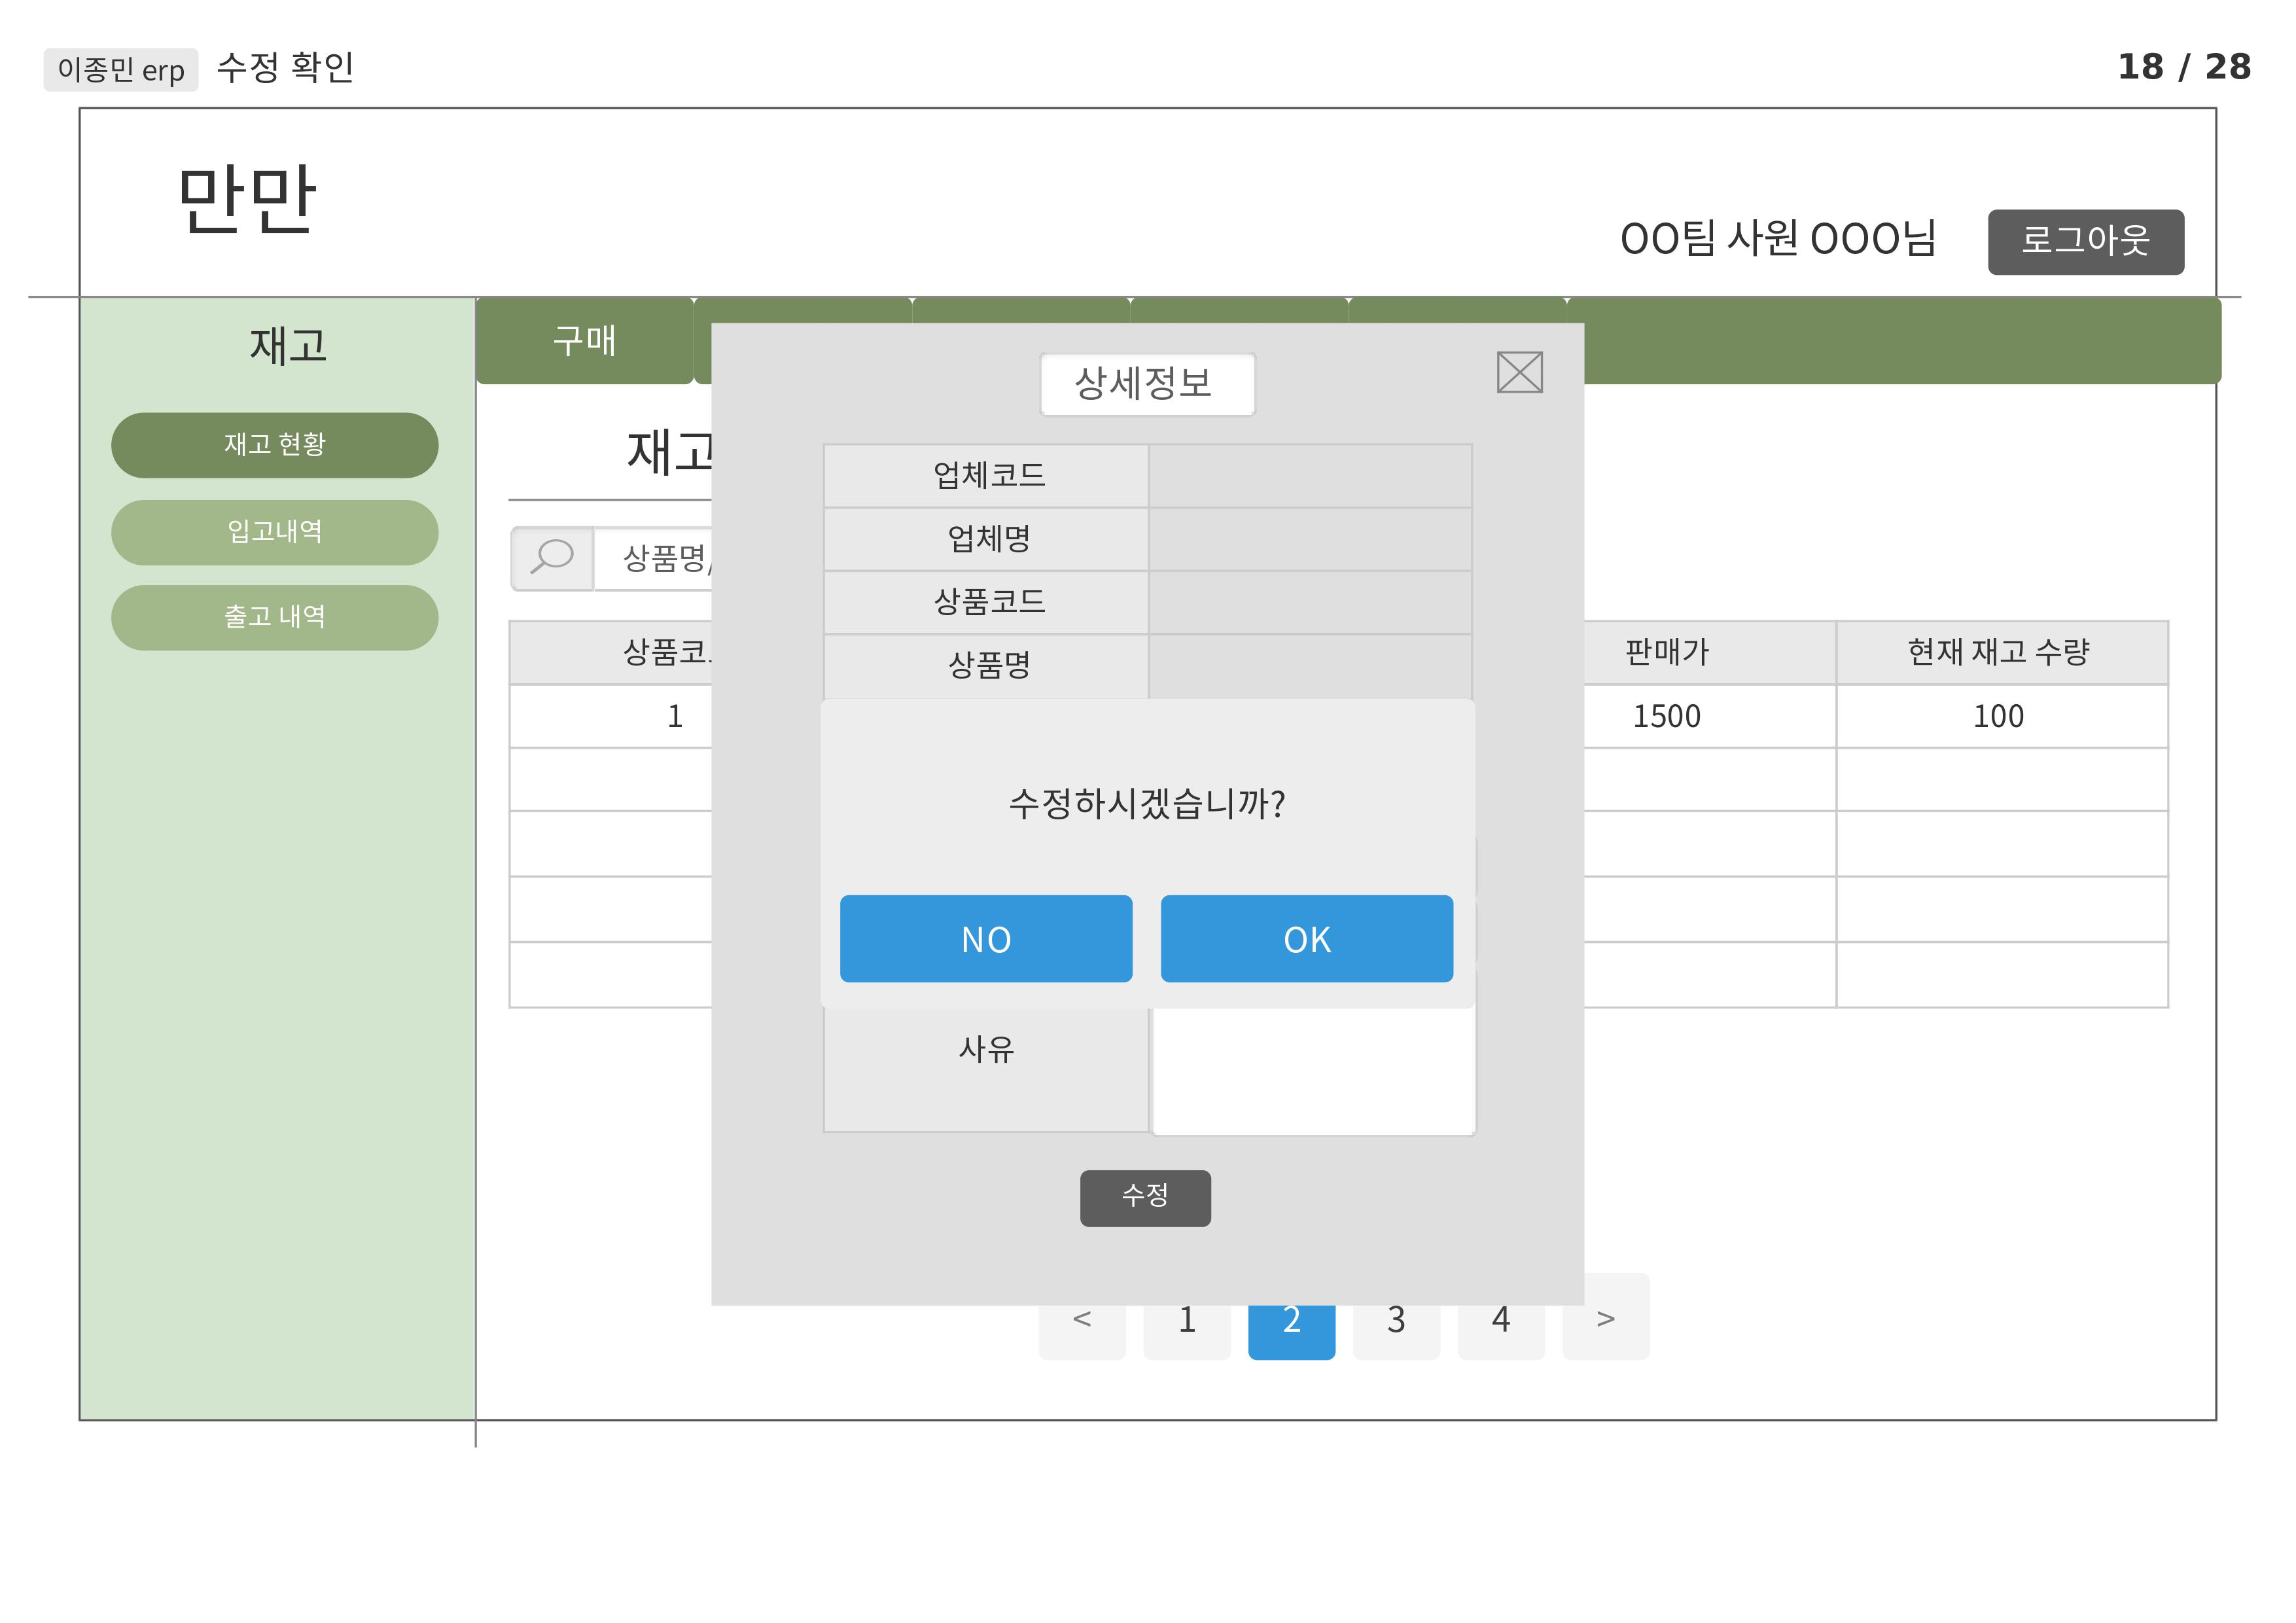 이종민 erp 수정 확인
18 / 28
만만
OO팀 사원 OOO님 로그아웃
재고
구매
상세정보
재고 현황
입고내역
출고 내역
재고
상품명/
업체코드
업체명
상품코드
상품명
판매가 현재 재고 수량
1 1500 100
수정하시겠습니까?
NO OK
사유
수정
< 1 2 3 4 >